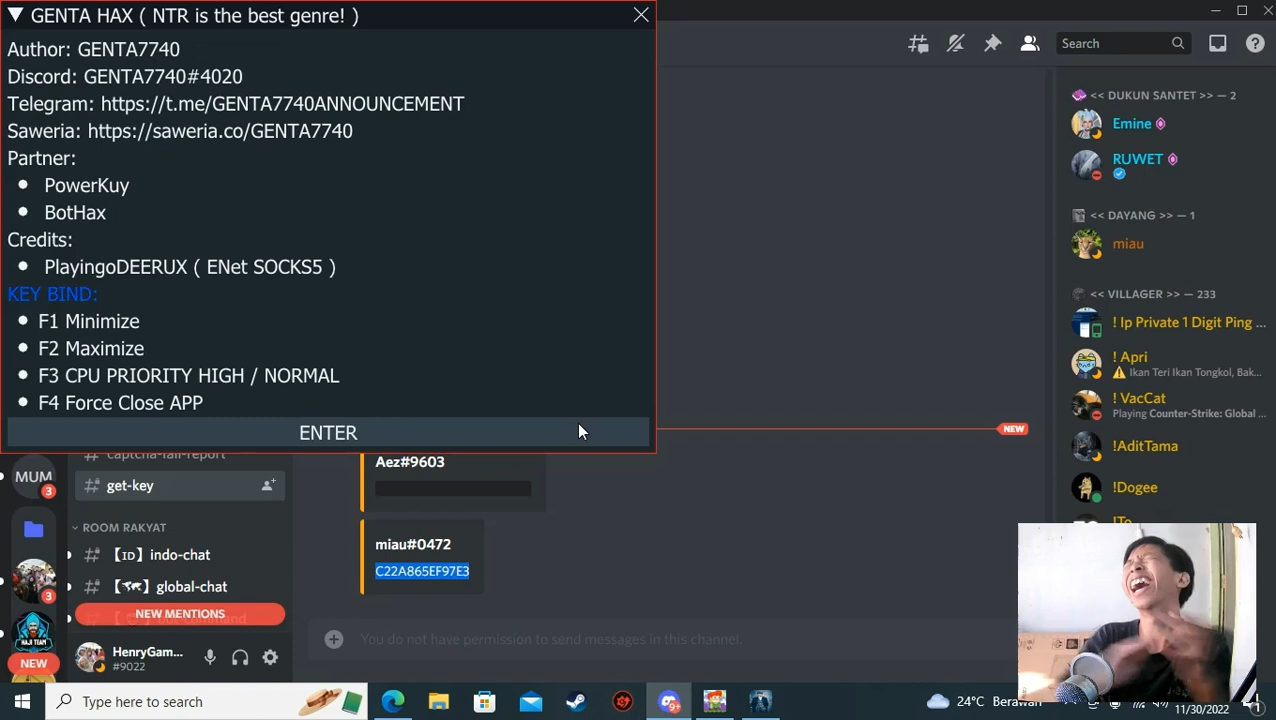 GENTA HAX ( NTR is the best genre! )
Author: GENTA7740
Discord: GENTA7740#4020
Telegram: https://t.me/GENTA7740ANNOUNCEMENT
Saweria: https://saweria.co/GENTA7740
Partner:
PowerKuy
BotHax
Credits:
PlayingoDEERUX ( ENet SOCKS5 )
KEY BIND:
F1 Minimize
F2 Maximize
F3 CPU PRIORITY HIGH / NORMAL
F4 Force Close APP
ENTER
Search
<< DUKUN SANTET >> — 2
Emine
RUWET
<< DAYANG >> — 1
miau
<< VILLAGER >> — 233
! Ip Private 1 Digit Ping ...
! Apri
Ikan Teri Ikan Tongkol, Bak...
! VacCat
Playing Counter-Strike: Global ...
!AditTama
!Dogee
NEW
captcha-fail-report
MUM
3
get-key
ROOM RAKYAT
【ID】 indo-chat
global-chat
3
NEW MENTIONS
HAJI TEAM
NEW
HenryGam...
#9022
Aez#9603
miau#0472
C22A865EF97E3
You do not have permission to send messages in this channel.
Type here to search
9+
24°C Berawan
11/30/2022
1